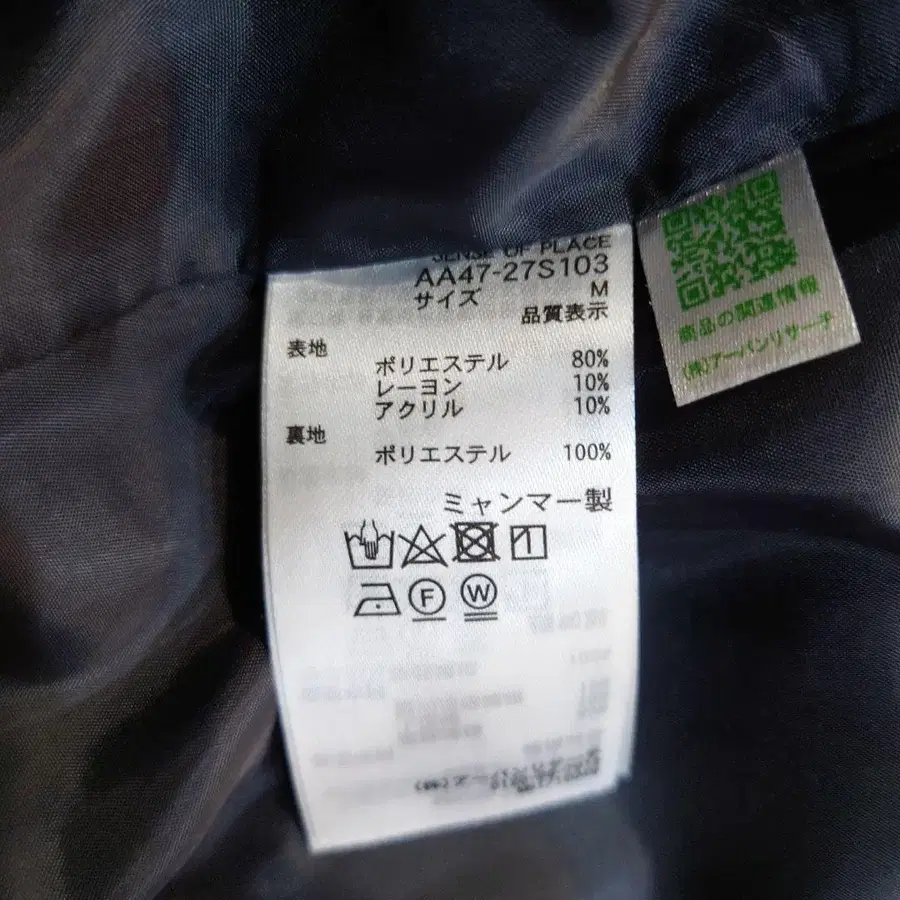 SENSE OF PLACE
AA47-27S103
サイズ M
品質表示
表地
ポリエステル 80%
レーヨン 10%
アクリル 10%
裏地
ポリエステル 100%
ミャンマー製
F W
商品の関連情報
(株)アーバンリサーチ